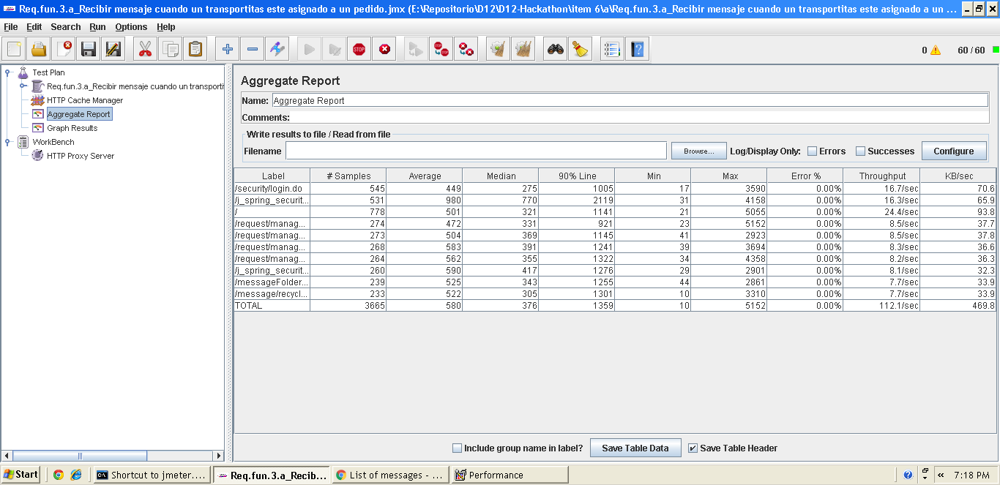 Req.fun.3.a_Recibir mensaje cuando un transportitas este asignado a un pedido.jmx (E:\Repositorio\D12\D12-Hackathon\item 6\a\Req.fun.3.a_Recibir mensaje cuando un transportitas este asignado a un ...
File Edit Search Run Options Help
STOP 0 60 / 60
Test Plan
Req.fun.3.a_Recibir mensaje cuando un transporti
HTTP Cache Manager
Aggregate Report
Graph Results
WorkBench
HTTP Proxy Server
Aggregate Report
Name: Aggregate Report
Comments:
Write results to file / Read from file
Filename Browse... Log/Display Only: Errors Successes Configure
Label # Samples Average Median 90% Line Min Max Error % Throughput KB/sec
/security/login.do 545 449 275 1005 17 3590 0.00% 16.7/sec 70.6
/j_spring_securit... 531 980 770 2119 31 4158 0.00% 16.3/sec 65.9
/ 778 501 321 1141 21 5055 0.00% 24.4/sec 93.8
/request/manag... 274 472 331 921 23 5152 0.00% 8.5/sec 37.7
/request/manag... 273 504 369 1145 41 2923 0.00% 8.5/sec 37.8
/request/manag... 268 583 391 1241 39 3694 0.00% 8.3/sec 36.6
/request/manag... 264 562 355 1322 34 4358 0.00% 8.2/sec 36.3
/j_spring_securit... 260 590 417 1276 29 2901 0.00% 8.1/sec 32.3
/messageFolder... 239 525 343 1255 44 2861 0.00% 7.7/sec 33.9
/message/recycl... 233 522 305 1301 10 3310 0.00% 7.7/sec 33.9
TOTAL 3665 580 376 1359 10 5152 0.00% 112.1/sec 469.8
Include group name in label? Save Table Data Save Table Header
Start Shortcut to jmeter.... Req.fun.3.a_Recib... List of messages - ... Performance 7:18 PM